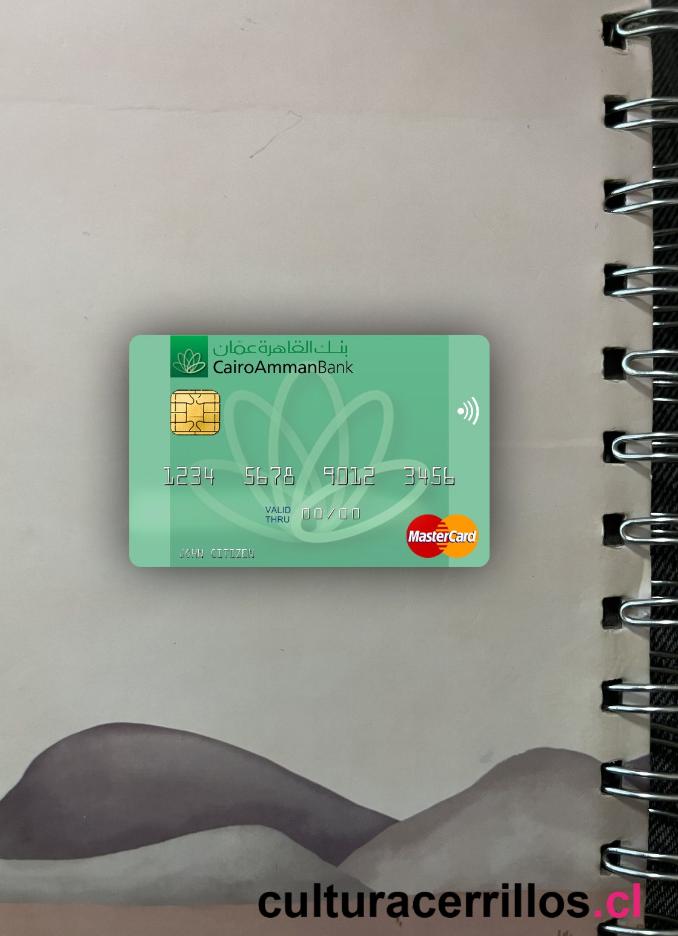 بنك القاهرة عمان
CairoAmmanBank
1234 5678 9012 3456
VALID
THRU 00/00
MasterCard
JOHN CITIZEN
culturacerrillos.cl